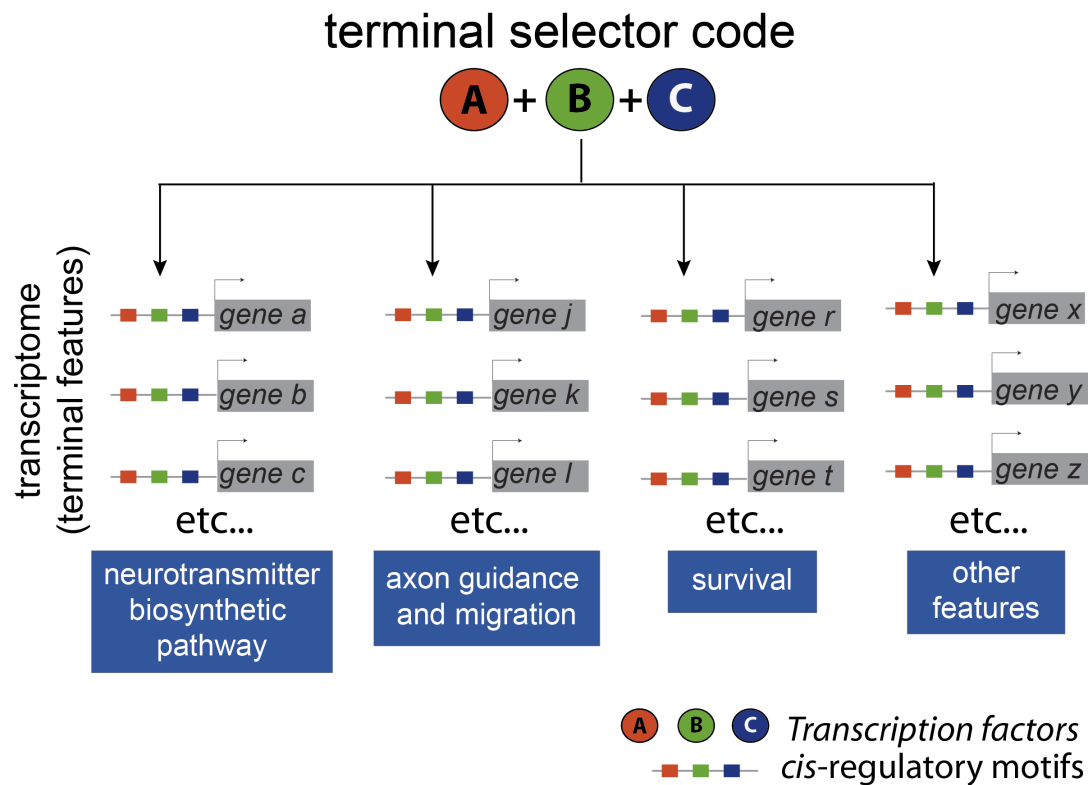 terminal selector code
A + B + C
transcriptome
(terminal features)
gene a
gene b
gene c
etc...
neurotransmitter
biosynthetic
pathway
gene j
gene k
gene l
etc...
axon guidance
and migration
gene r
gene s
gene t
etc...
survival
gene x
gene y
gene z
etc...
other
features
A B C Transcription factors
cis-regulatory motifs